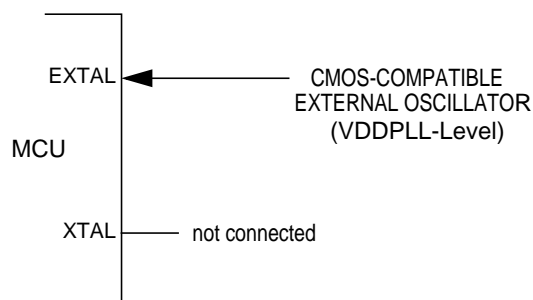 EXTAL
CMOS-COMPATIBLE
EXTERNAL OSCILLATOR
(VDDPLL-Level)
MCU
XTAL
not connected